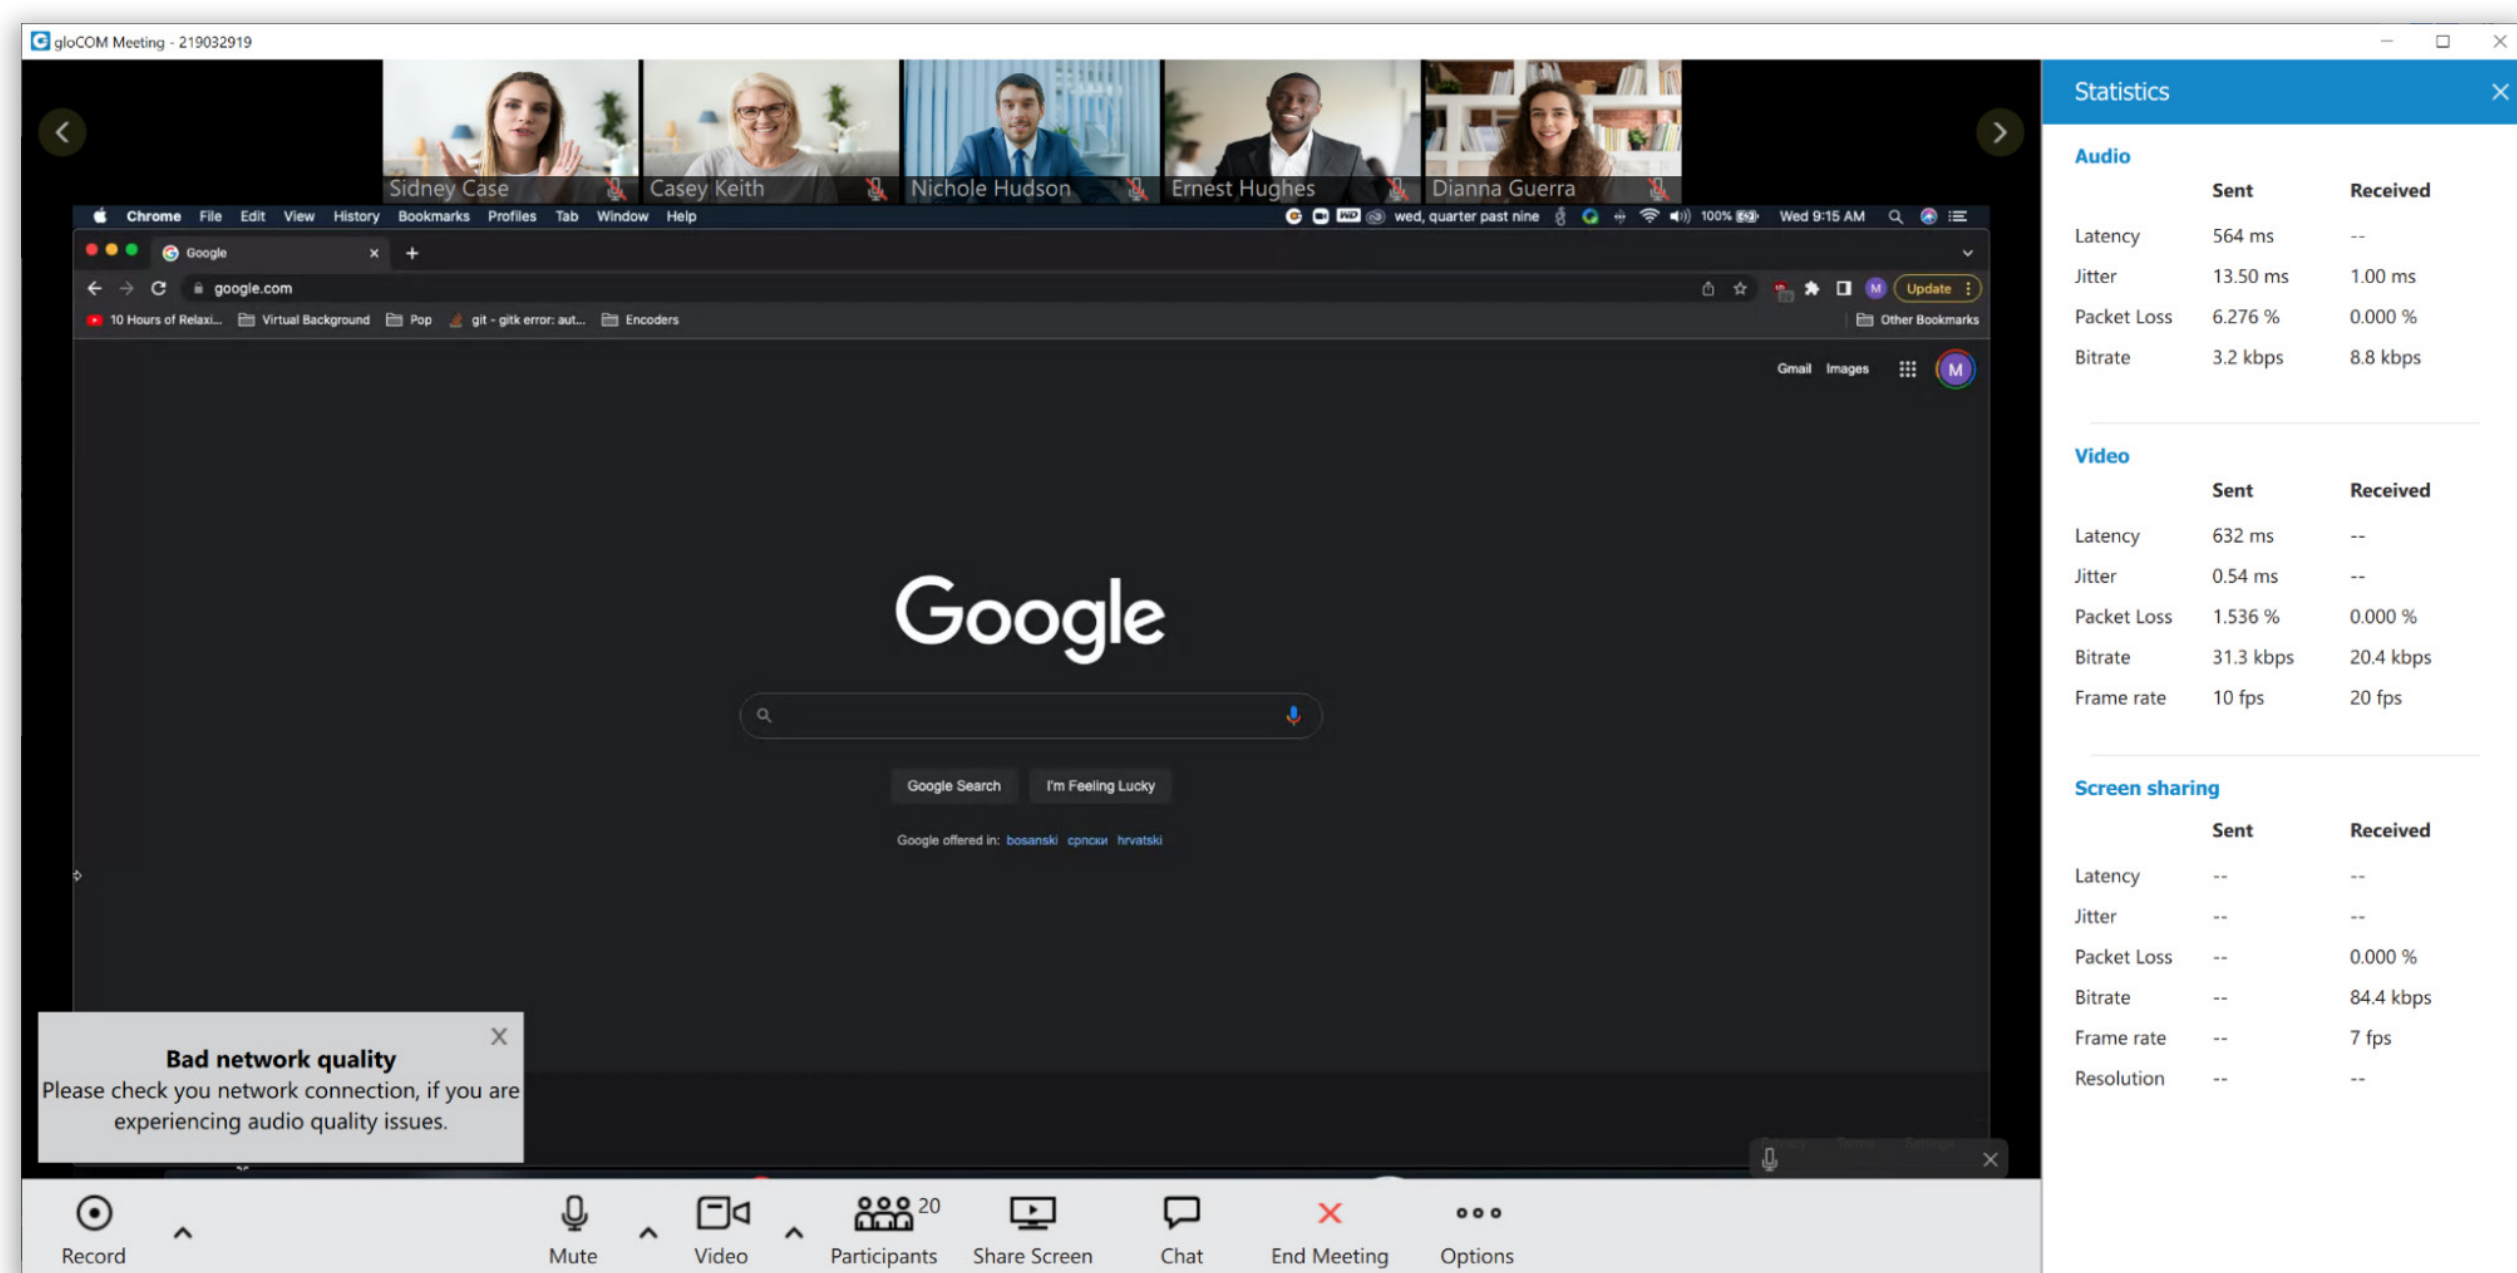 gloCOM Meeting - 219032919
Sidney Case
Casey Keith
Nichole Hudson
Ernest Hughes
Dianna Guerra
Chrome File Edit View History Bookmarks Profiles Tab Window Help
WD wed, quarter past nine 100% Wed 9:15 AM
Google
google.com
M Update
10 Hours of Relaxi... Virtual Background Pop git - gitk error: aut... Encoders
Other Bookmarks
Gmail Images M
Google
Google Search I'm Feeling Lucky
Google offered in: bosanski српски hrvatski
Privacy Terms Settings
X
Bad network quality
Please check you network connection, if you are
experiencing audio quality issues.
Record
Mute
Video
20
Participants
Share Screen
Chat
End Meeting
Options
Statistics
Audio
Sent Received
Latency 564 ms --
Jitter 13.50 ms 1.00 ms
Packet Loss 6.276 % 0.000 %
Bitrate 3.2 kbps 8.8 kbps
Video
Sent Received
Latency 632 ms --
Jitter 0.54 ms --
Packet Loss 1.536 % 0.000 %
Bitrate 31.3 kbps 20.4 kbps
Frame rate 10 fps 20 fps
Screen sharing
Sent Received
Latency -- --
Jitter -- --
Packet Loss -- 0.000 %
Bitrate -- 84.4 kbps
Frame rate -- 7 fps
Resolution -- --